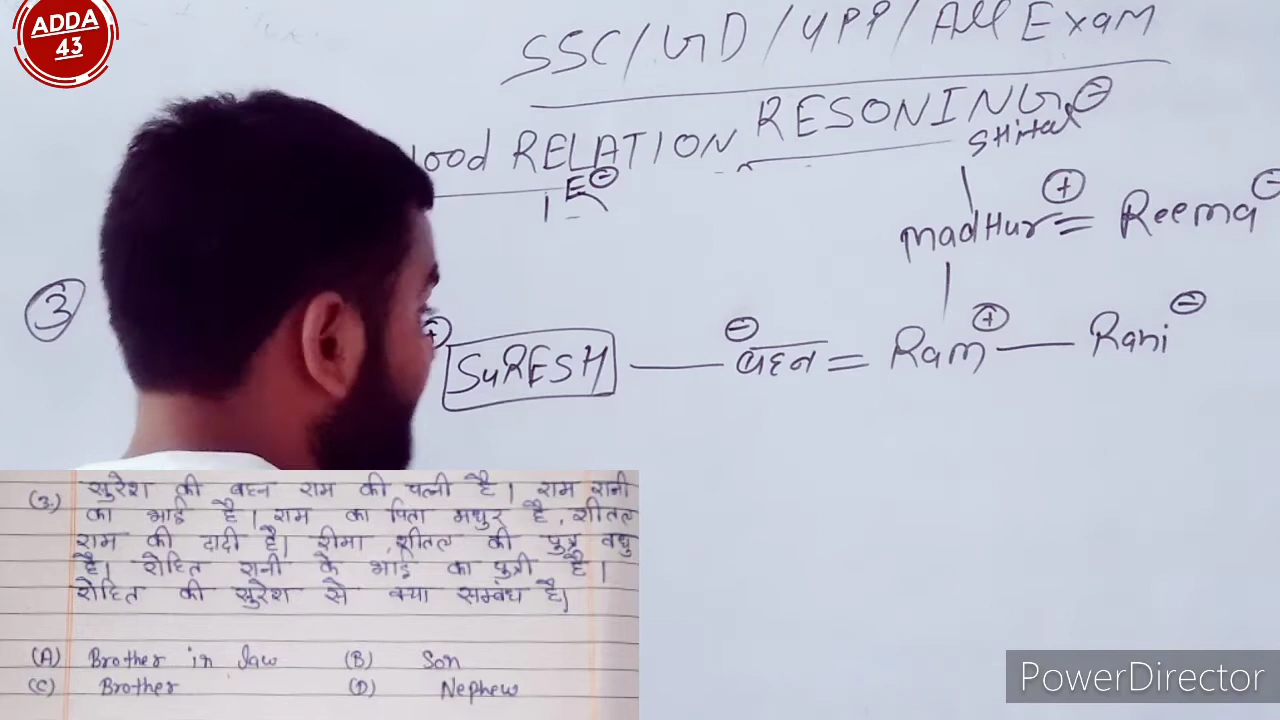 ADDA
43
SSC/GD/UPP/All Exam
lood RELATION RESONING
SHital
madHur = Reema
SuRESH — बहन = Ram — Rani
3
(3.) सुरेश की बहन राम की पत्नी है। राम रानी
का भाई है। राम का पिता मधुर है, शीतल
राम की दादी है। रीमा, शीतल की पुत्र वधु
है। रोहित रानी के भाई का पुत्री है।
रोहित की सुरेश से क्या सम्बंध है।
(A) Brother in law (B) Son
(C) Brother (D) Nephew
PowerDirector